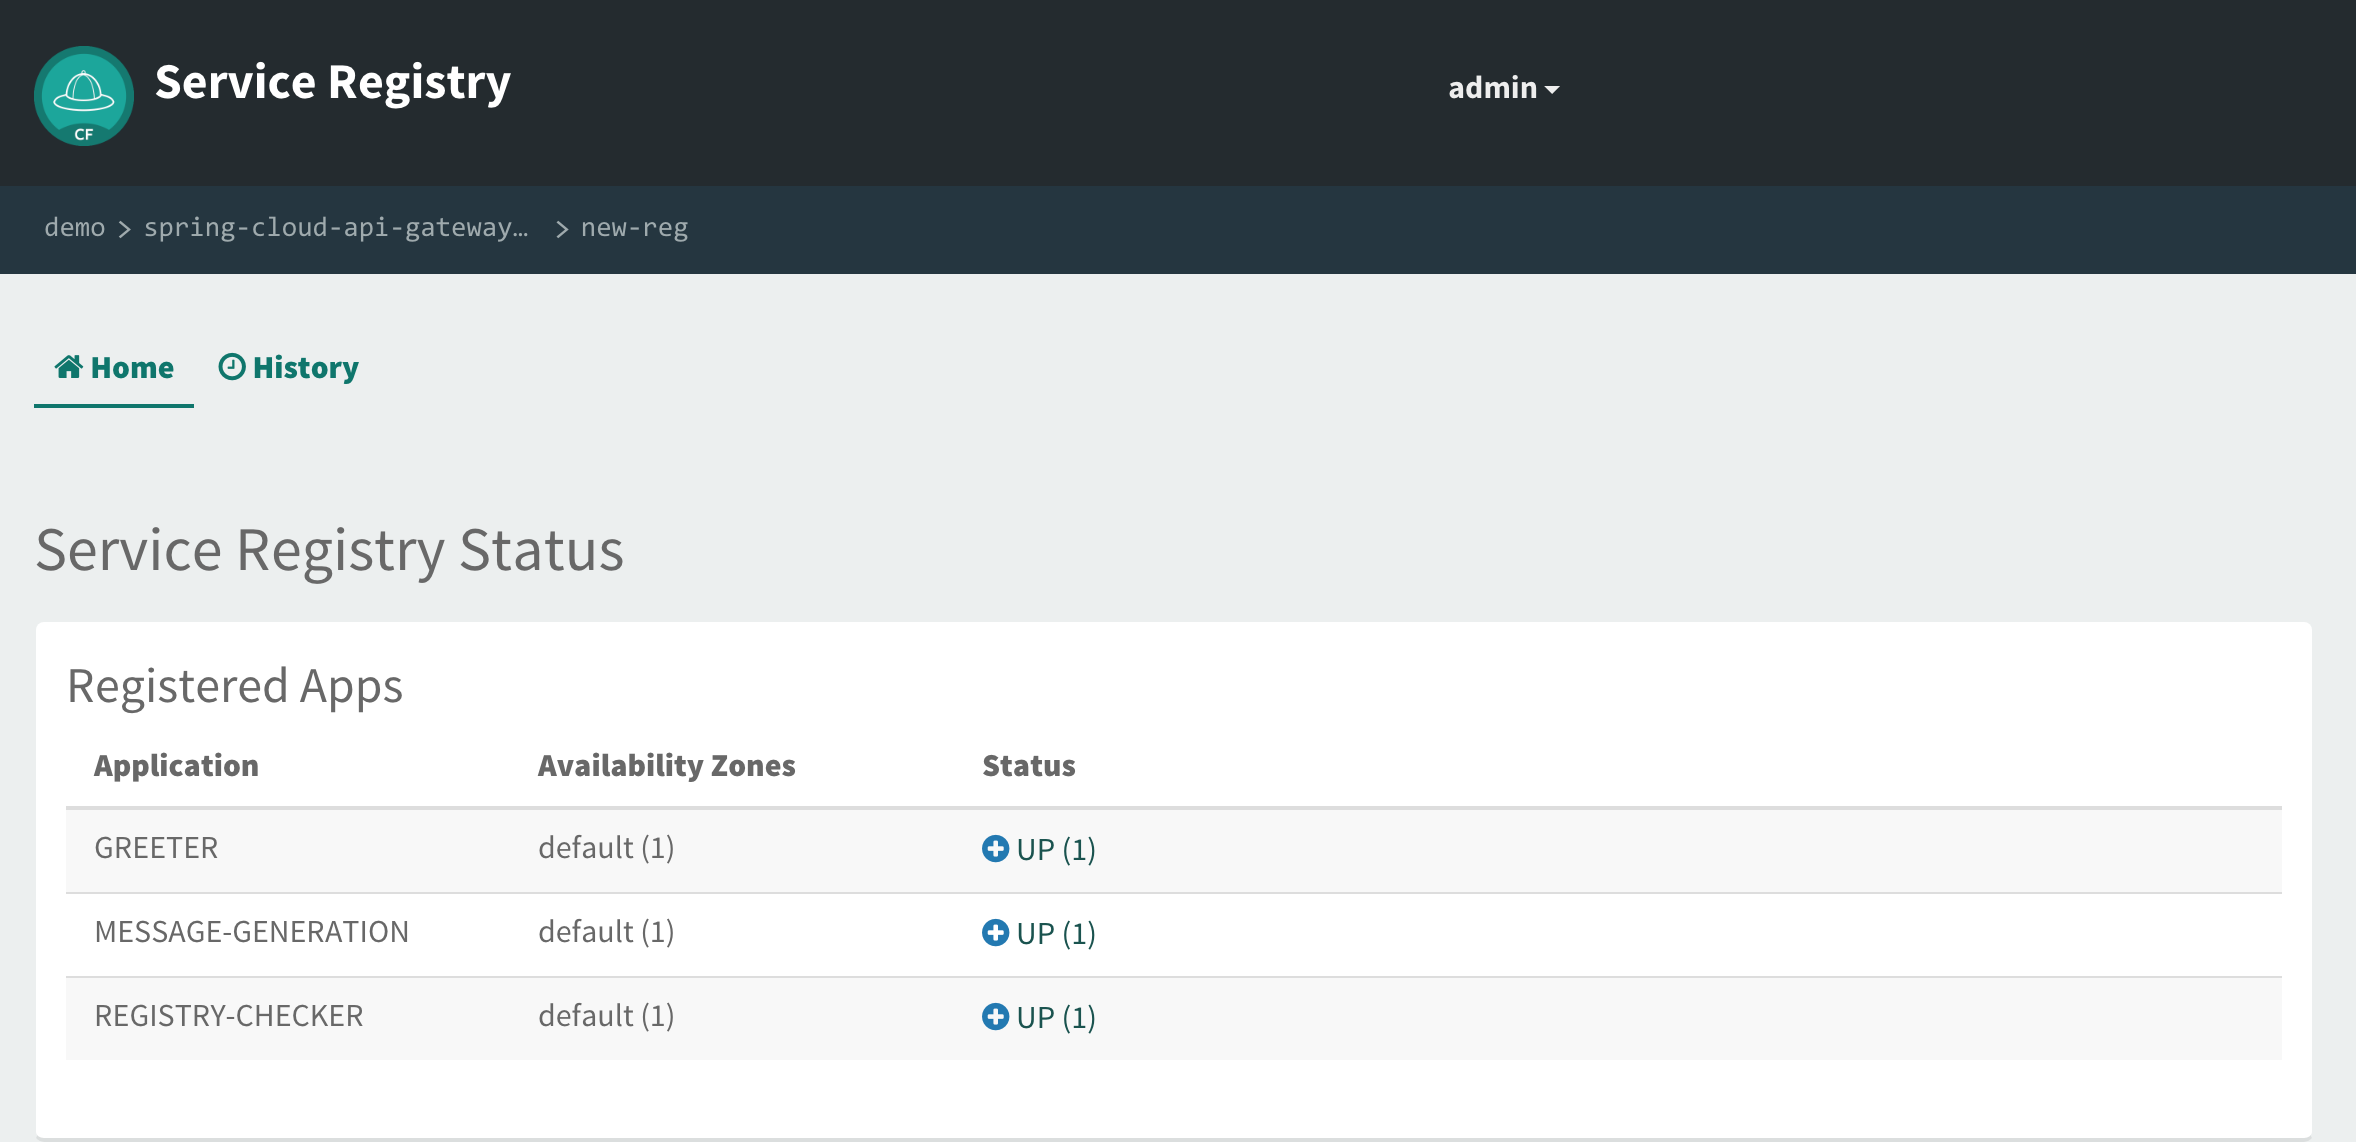 Service Registry
admin
CF
demo > spring-cloud-api-gateway… > new-reg
Home History
Service Registry Status
Registered Apps
Application Availability Zones Status
GREETER default (1) UP (1)
MESSAGE-GENERATION default (1) UP (1)
REGISTRY-CHECKER default (1) UP (1)